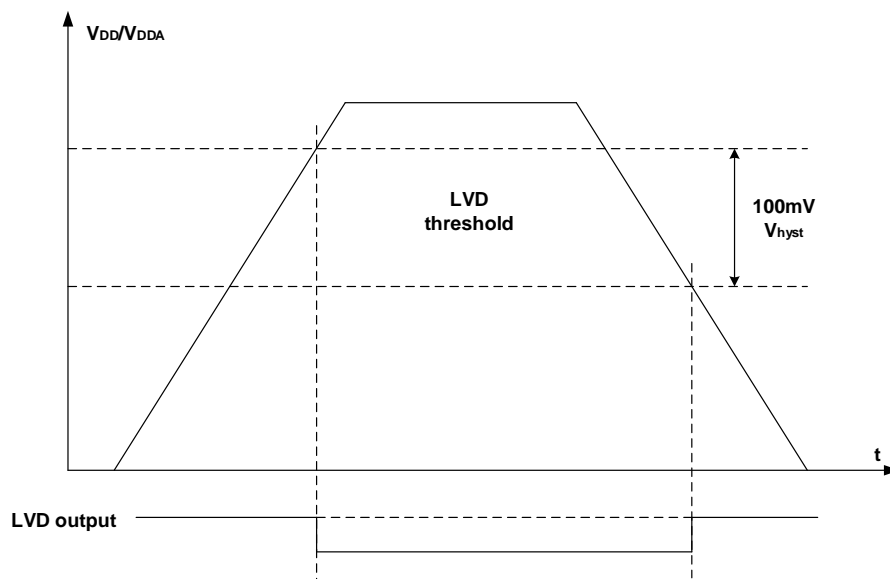 VDD/VDDA
LVD
threshold
100mV
Vhyst
t
LVD output